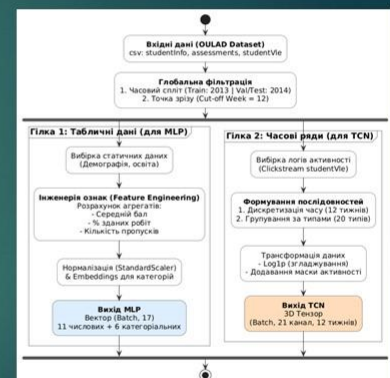 Вхідні дані (OULAD Dataset)
csv: studentInfo, assessments, studentVle
Глобальна фільтрація
1. Часовий спліт (Train: 2013 | Val/Test: 2014)
2. Точка зрізу (Cut-off Week = 12)
Гілка 1: Табличні дані (для MLP)
Вибірка статичних даних
(Демографія, освіта)
Інженерія ознак (Feature Engineering)
Розрахунок агрегатів:
- Середній бал
- % зданих робіт
- Кількість пропусків
Нормалізація (StandardScaler)
& Embeddings для категорій
Вихід MLP
Вектор (Batch, 17)
11 числових + 6 категоріальних
Гілка 2: Часові ряди (для TCN)
Вибірка логів активності
(Clickstream studentVle)
Формування послідовностей
1. Дискретизація часу (12 тижнів)
2. Групування за типами (20 типів)
Трансформація даних
- Log1p (згладжування)
- Додавання маски активності
Вихід TCN
3D Тензор
(Batch, 21 канал, 12 тижнів)